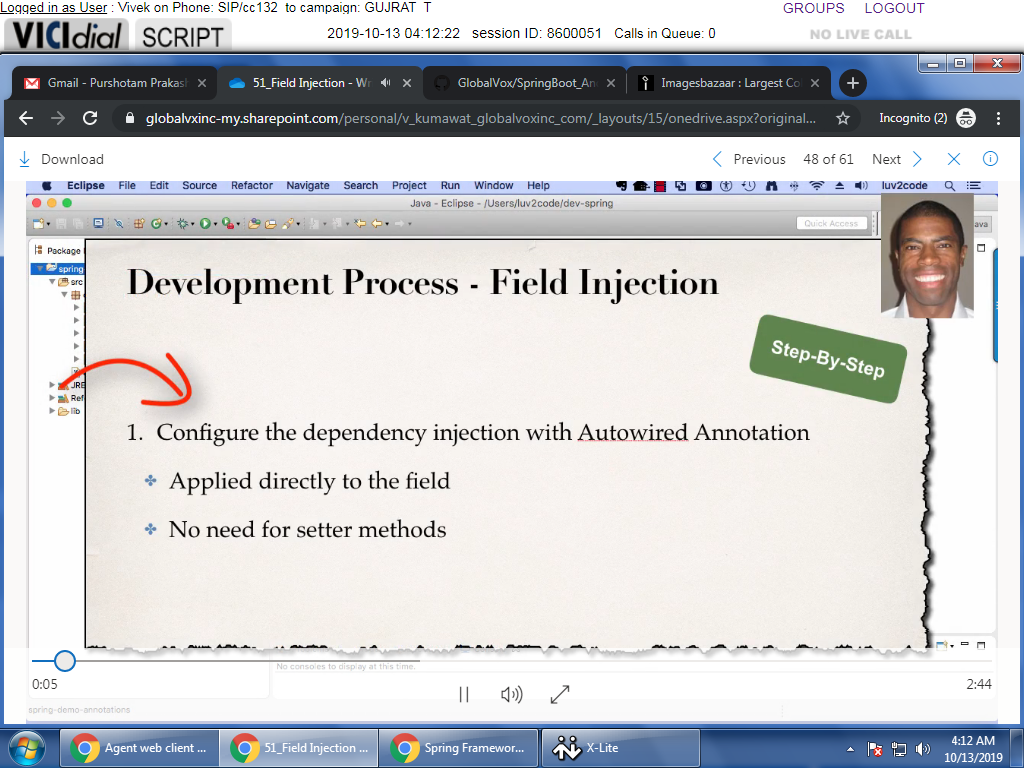 Logged in as User : Vivek on Phone: SIP/cc132 to campaign: GUJRAT_T
GROUPS LOGOUT
VICIdial SCRIPT 2019-10-13 04:12:22 session ID: 8600051 Calls in Queue: 0 NO LIVE CALL
Gmail - Purshotam Prakas
51_Field Injection - Wr
GlobalVox/SpringBoot_An
Imagesbazaar : Largest Co
globalvxinc-my.sharepoint.com/personal/v_kumawat_globalvoxinc_com/_layouts/15/onedrive.aspx?original... Incognito (2)
Download Previous 48 of 61 Next
Eclipse File Edit Source Refactor Navigate Search Project Run Window Help luv2code
Java - Eclipse - /Users/luv2code/dev-spring
Quick Access
ava
Package
spring
src
JRE
Refe
lib
Development Process - Field Injection
Step-By-Step
1. Configure the dependency injection with Autowired Annotation
Applied directly to the field
No need for setter methods
No consoles to display at this time.
0:05 2:44
spring-demo-annotations
Agent web client ...
51_Field Injection ...
Spring Framewor...
X-Lite
4:12 AM
10/13/2019